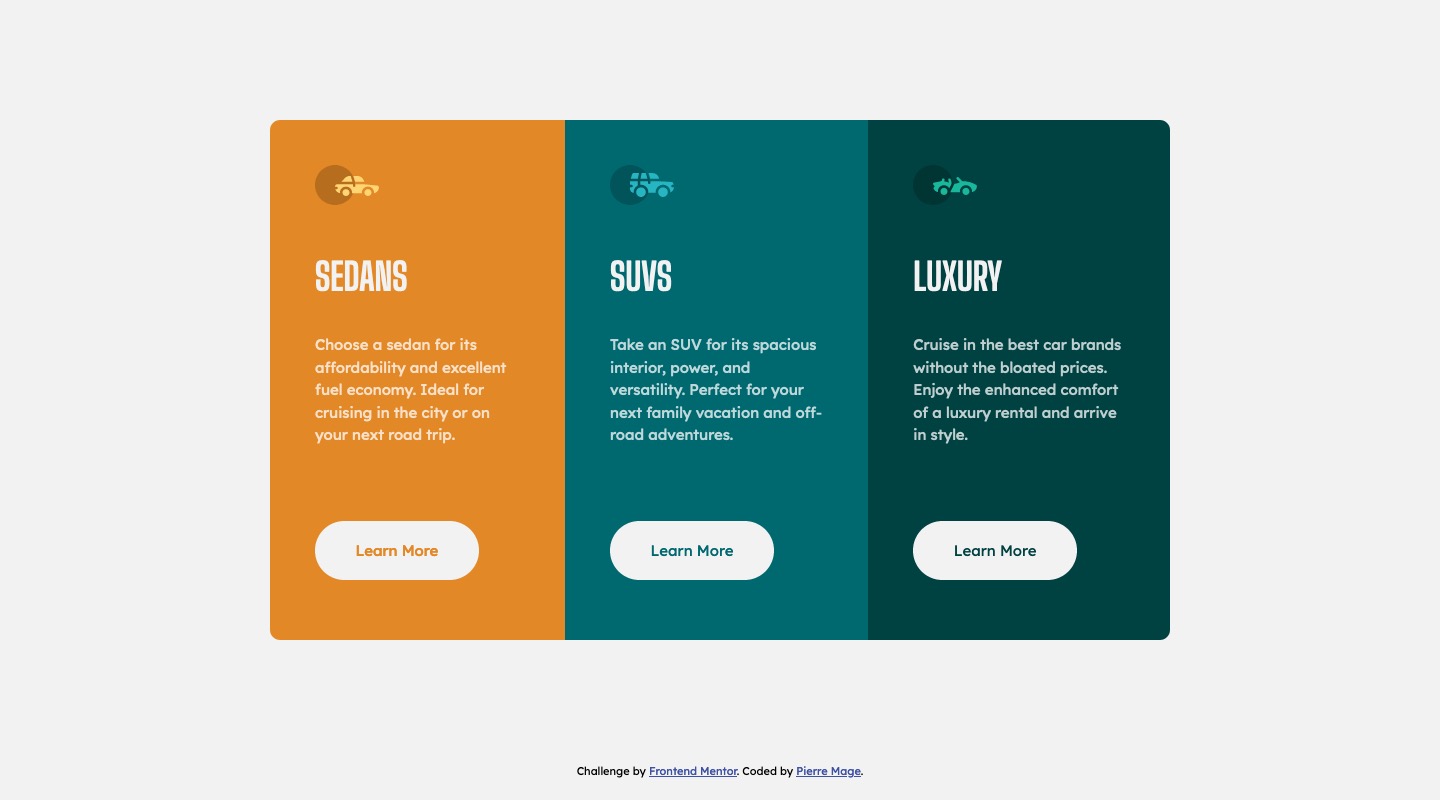 SEDANS
Choose a sedan for its
affordability and excellent
fuel economy. Ideal for
cruising in the city or on
your next road trip.
Learn More
SUVS
Take an SUV for its spacious
interior, power, and
versatility. Perfect for your
next family vacation and off-
road adventures.
Learn More
LUXURY
Cruise in the best car brands
without the bloated prices.
Enjoy the enhanced comfort
of a luxury rental and arrive
in style.
Learn More
Challenge by Frontend Mentor. Coded by Pierre Mage.